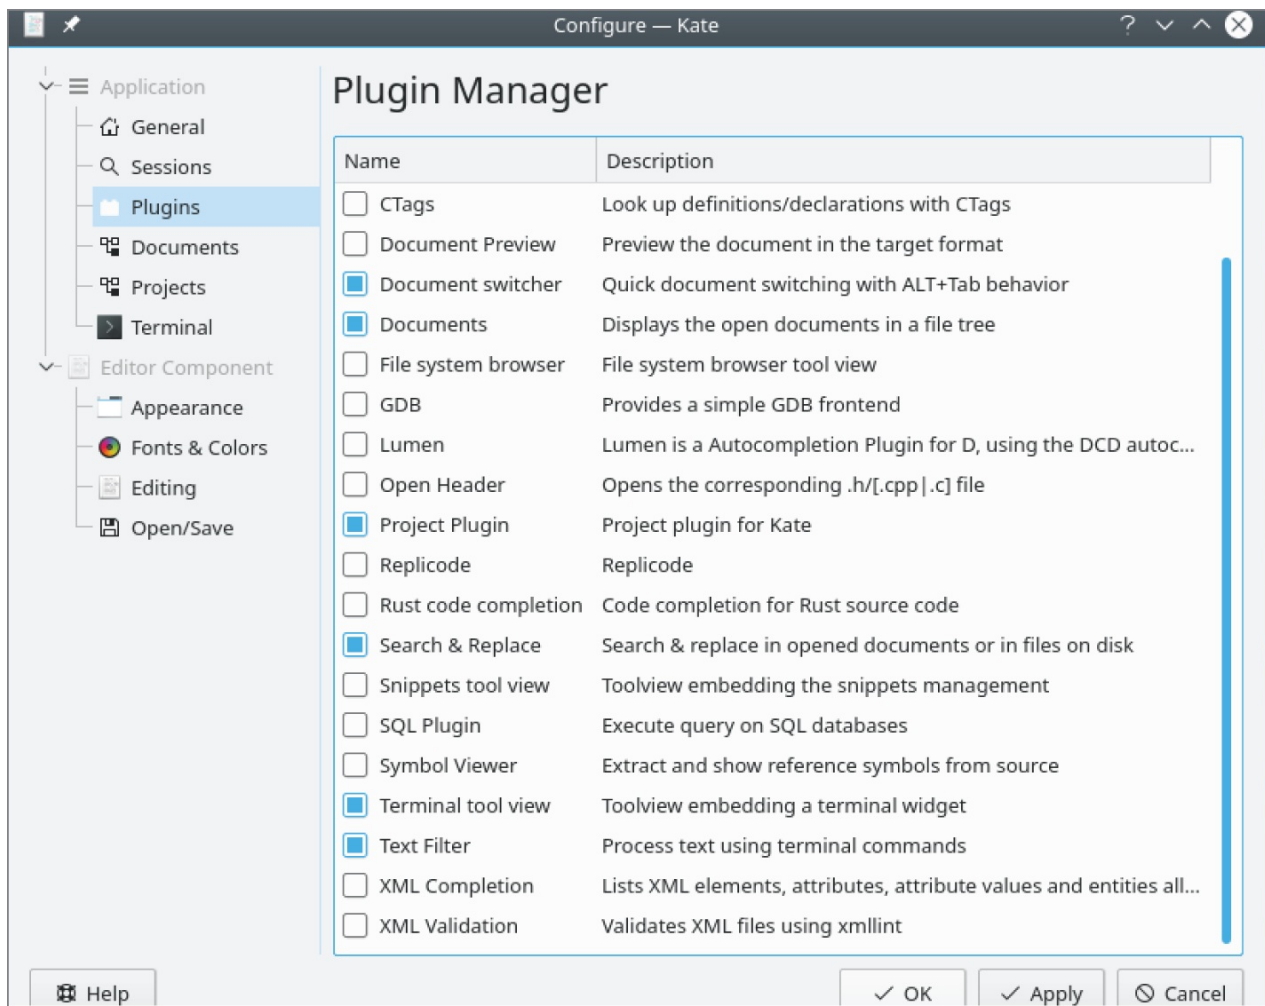 Configure — Kate
Application
General
Sessions
Plugins
Documents
Projects
Terminal
Editor Component
Appearance
Fonts & Colors
Editing
Open/Save
Plugin Manager
Name Description
CTags Look up definitions/declarations with CTags
Document Preview Preview the document in the target format
Document switcher Quick document switching with ALT+Tab behavior
Documents Displays the open documents in a file tree
File system browser File system browser tool view
GDB Provides a simple GDB frontend
Lumen Lumen is a Autocompletion Plugin for D, using the DCD autoc...
Open Header Opens the corresponding .h/[.cpp|.c] file
Project Plugin Project plugin for Kate
Replicode Replicode
Rust code completion Code completion for Rust source code
Search & Replace Search & replace in opened documents or in files on disk
Snippets tool view Toolview embedding the snippets management
SQL Plugin Execute query on SQL databases
Symbol Viewer Extract and show reference symbols from source
Terminal tool view Toolview embedding a terminal widget
Text Filter Process text using terminal commands
XML Completion Lists XML elements, attributes, attribute values and entities all...
XML Validation Validates XML files using xmllint
Help OK Apply Cancel